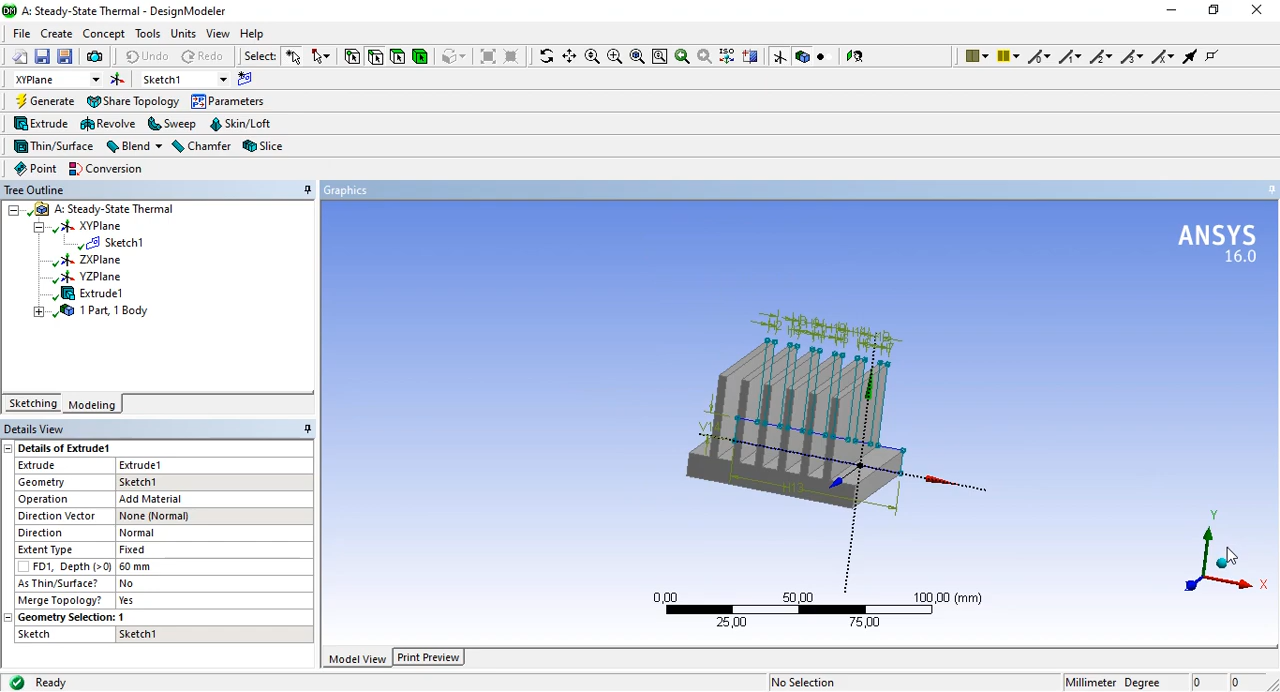 A: Steady-State Thermal - DesignModeler
File Create Concept Tools Units View Help
Undo Redo Select:
XYPlane Sketch1
Generate Share Topology Parameters
Extrude Revolve Sweep Skin/Loft
Thin/Surface Blend Chamfer Slice
Point Conversion
Tree Outline
A: Steady-State Thermal
XYPlane
Sketch1
ZXPlane
YZPlane
Extrude1
1 Part, 1 Body
Sketching Modeling
Details View
Details of Extrude1
Extrude Extrude1
Geometry Sketch1
Operation Add Material
Direction Vector None (Normal)
Direction Normal
Extent Type Fixed
FD1, Depth (>0) 60 mm
As Thin/Surface? No
Merge Topology? Yes
Geometry Selection: 1
Sketch Sketch1
Graphics
ANSYS
16.0
H13
Y
X
0,00 50,00 100,00 (mm)
25,00 75,00
Model View Print Preview
Ready No Selection Millimeter Degree 0 0